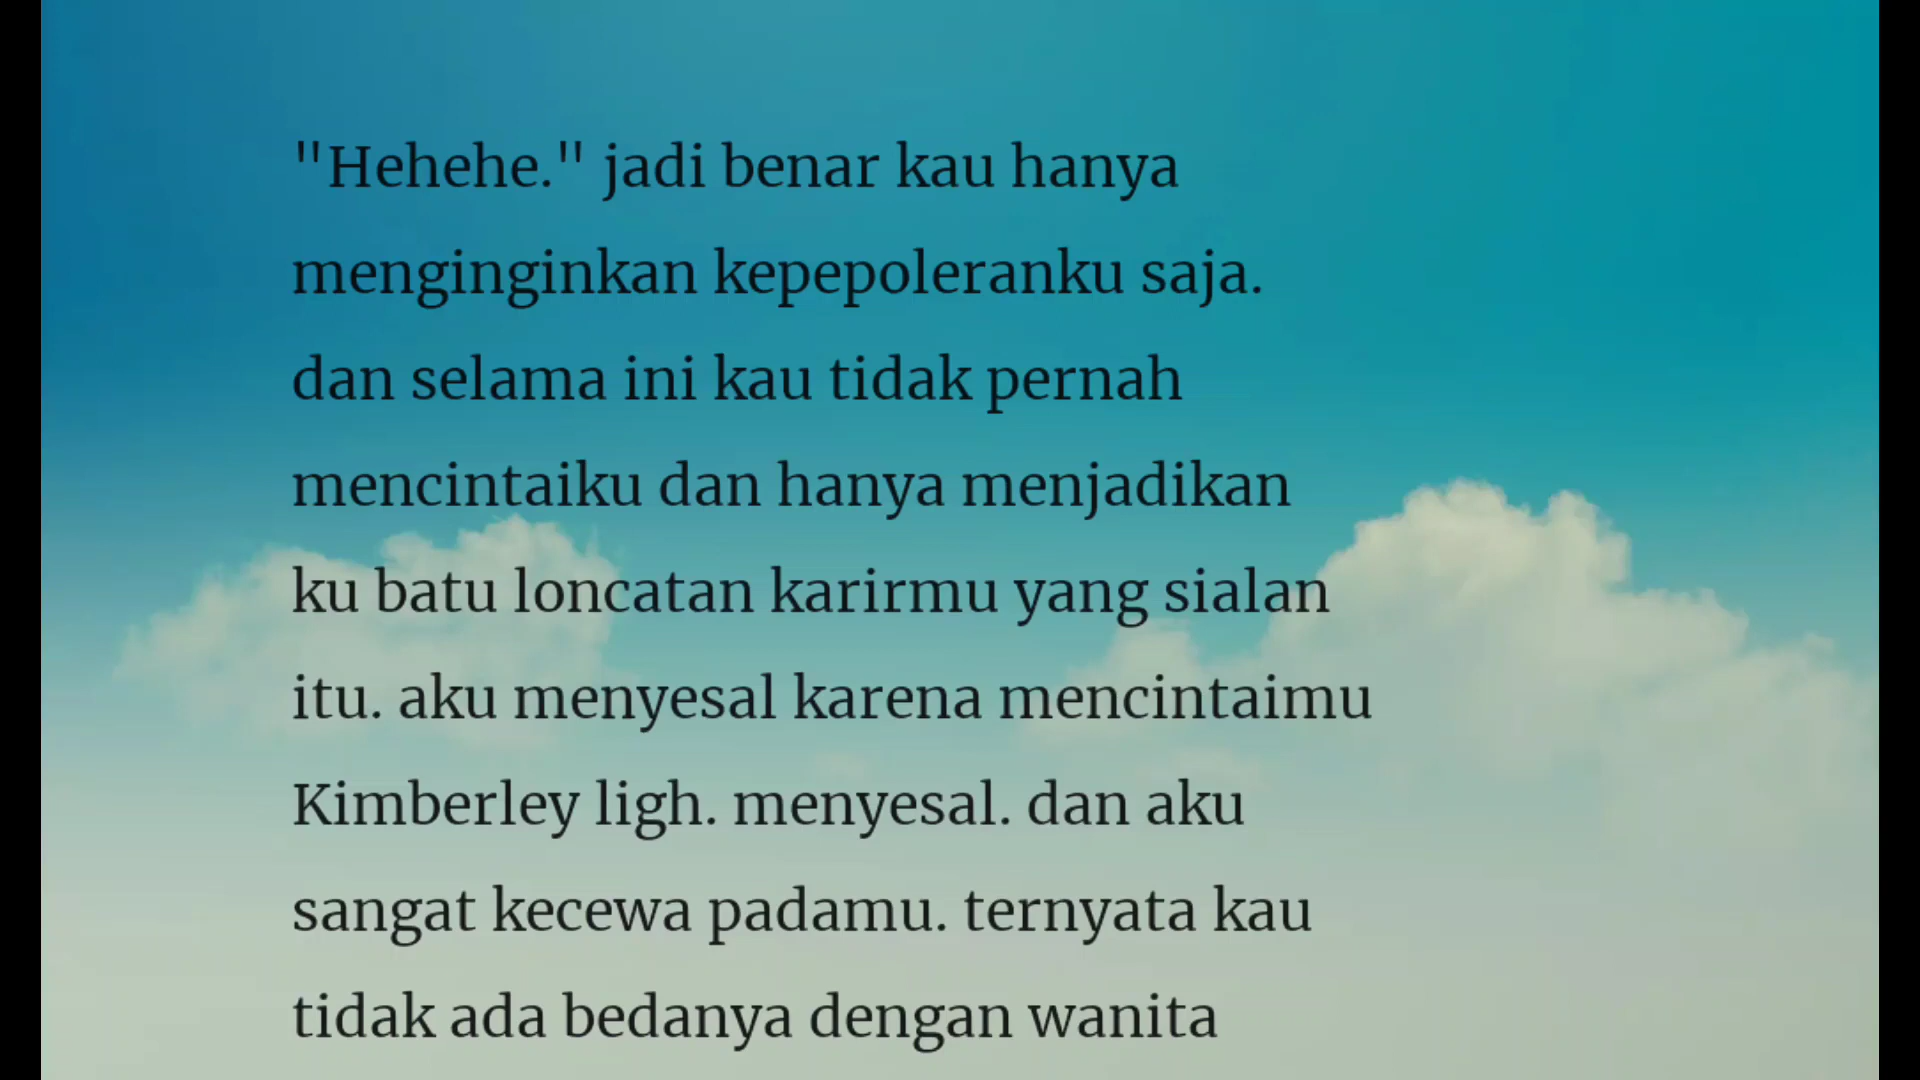 "Hehehe." jadi benar kau hanya
menginginkan kepepoleranku saja.
dan selama ini kau tidak pernah
mencintaiku dan hanya menjadikan
ku batu loncatan karirmu yang sialan
itu. aku menyesal karena mencintaimu
Kimberley ligh. menyesal. dan aku
sangat kecewa padamu. ternyata kau
tidak ada bedanya dengan wanita